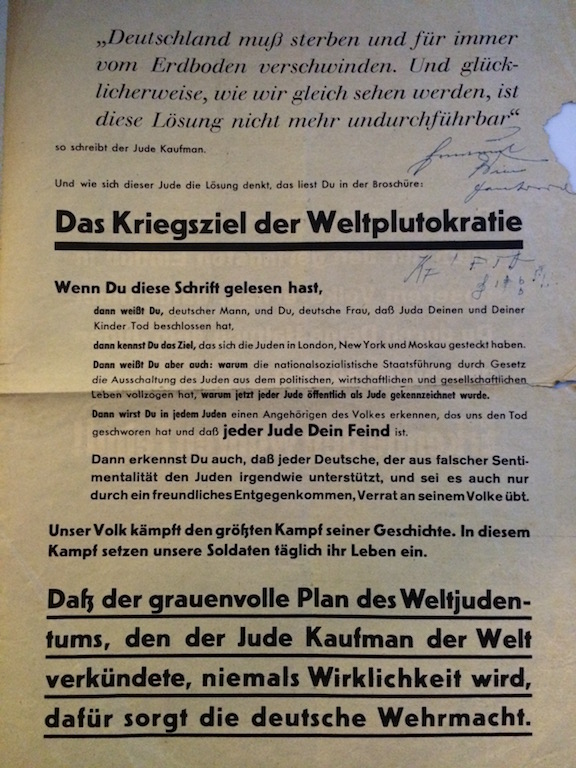 „Deutschland muß sterben und für immer
vom Erdboden verschwinden. Und glück-
licherweise, wie wir gleich sehen werden, ist
diese Lösung nicht mehr undurchführbar“
so schreibt der Jude Kaufman.
Und wie sich dieser Jude die Lösung denkt, das liest Du in der Broschüre:
Das Kriegsziel der Weltplutokratie
Wenn Du diese Schrift gelesen hast,
dann weißt Du, deutscher Mann, und Du, deutsche Frau, daß Juda Deinen und Deiner
Kinder Tod beschlossen hat,
dann kennst Du das Ziel, das sich die Juden in London, New York und Moskau gesteckt haben.
Dann weißt Du aber auch: warum die nationalsozialistische Staatsführung durch Gesetz
die Ausschaltung des Juden aus dem politischen, wirtschaftlichen und gesellschaftlichen
Leben vollzogen hat, warum jetzt jeder Jude öffentlich als Jude gekennzeichnet wurde.
Dann wirst Du in jedem Juden einen Angehörigen des Volkes erkennen, das uns den Tod
geschworen hat und daß jeder Jude Dein Feind ist.
Dann erkennst Du auch, daß jeder Deutsche, der aus falscher Senti-
mentalität den Juden irgendwie unterstützt, und sei es auch nur
durch ein freundliches Entgegenkommen, Verrat an seinem Volke übt.
Unser Volk kämpft den größten Kampf seiner Geschichte. In diesem
Kampf setzen unsere Soldaten täglich ihr Leben ein.
Daß der grauenvolle Plan des Weltjuden-
tums, den der Jude Kaufman der Welt
verkündete, niemals Wirklichkeit wird,
dafür sorgt die deutsche Wehrmacht.